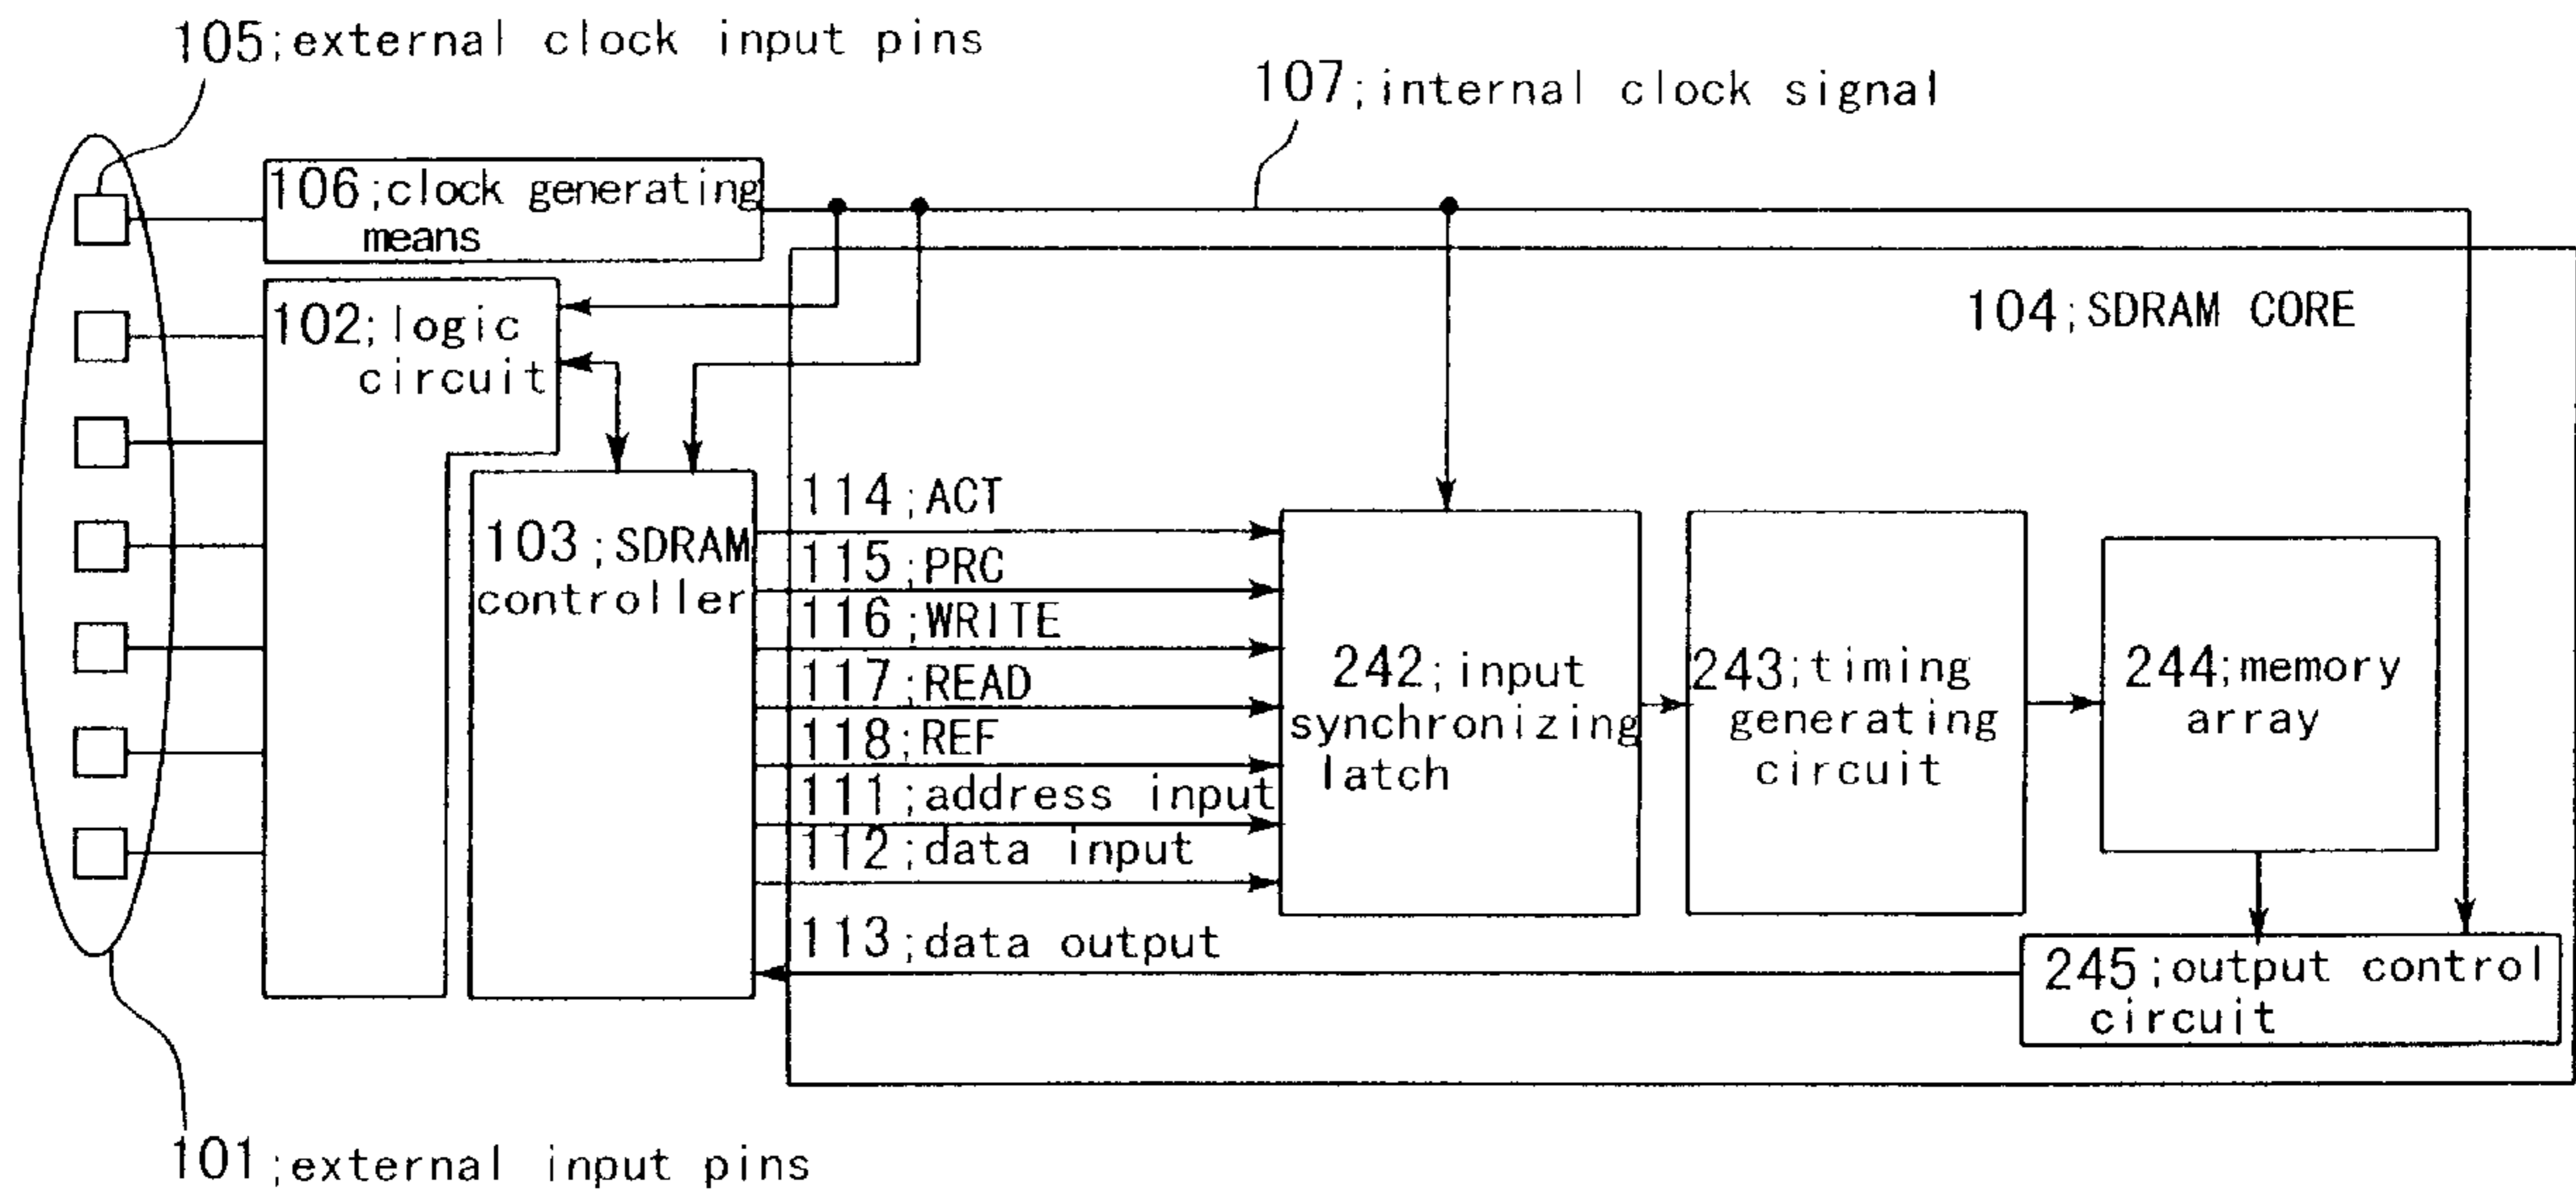 105;external clock input pins
107;internal clock signal
106;clock generating
means
102;logic
circuit
104;SDRAM CORE
103;SDRAM
controller
114;ACT
115;PRC
116;WRITE
117;READ
118;REF
111;address input
112;data input
113;data output
242;input
synchronizing
latch
243;timing
generating
circuit
244;memory
array
245;output control
circuit
101;external input pins